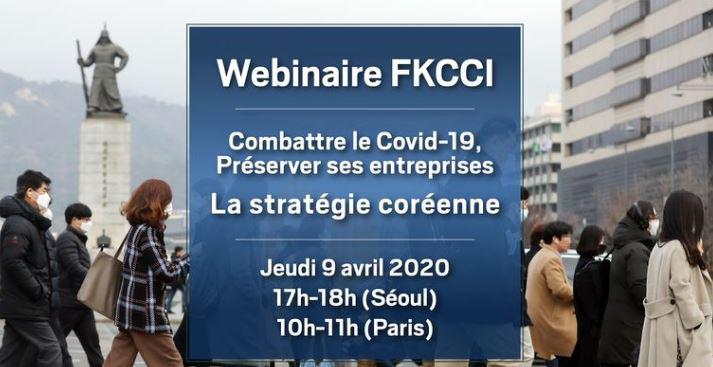 Webinaire FKCCI
Combattre le Covid-19,
Préserver ses entreprises
La stratégie coréenne
Jeudi 9 avril 2020
17h-18h (Séoul)
10h-11h (Paris)